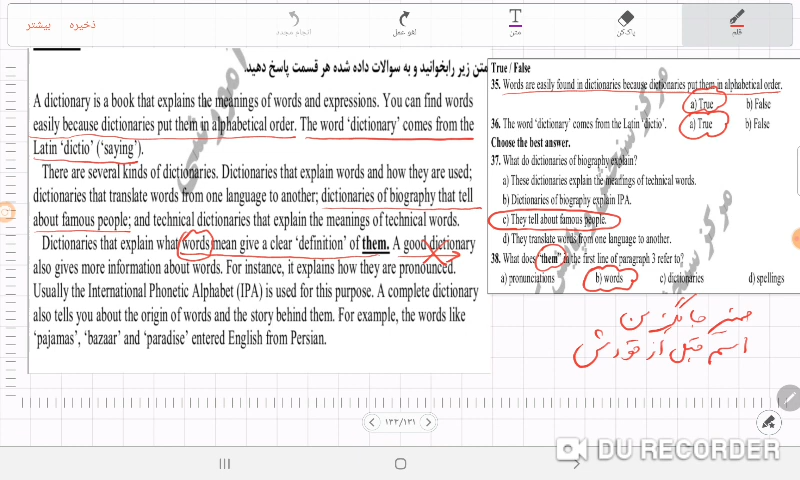 ذخیره
بیشتر
انجام مجدد
لغو عمل
متن
پاک‌کن
قلم
متن زیر رابخوانید و به سوالات داده شده هر قسمت پاسخ دهید.
A dictionary is a book that explains the meanings of words and expressions. You can find words
easily because dictionaries put them in alphabetical order. The word 'dictionary' comes from the
Latin 'dictio' ('saying').
There are several kinds of dictionaries. Dictionaries that explain words and how they are used;
dictionaries that translate words from one language to another; dictionaries of biography that tell
about famous people; and technical dictionaries that explain the meanings of technical words.
Dictionaries that explain what words mean give a clear 'definition' of them. A good dictionary
also gives more information about words. For instance, it explains how they are pronounced.
Usually the International Phonetic Alphabet (IPA) is used for this purpose. A complete dictionary
also tells you about the origin of words and the story behind them. For example, the words like
'pajamas', 'bazaar' and 'paradise' entered English from Persian.
True / False
35. Words are easily found in dictionaries because dictionaries put them in alphabetical order.
a) True b) False
36. The word 'dictionary' comes from the Latin 'dictio'. a) True b) False
Choose the best answer.
37. What do dictionaries of biography explain?
a) These dictionaries explain the meanings of technical words.
b) Dictionaries of biography explain IPA.
c) They tell about famous people.
d) They translate words from one language to another.
38. What does "them" in the first line of paragraph 3 refer to?
a) pronunciations b) words c) dictionaries d) spellings
ضمیر جانگزین
اسم قبل از خودش
۱۳۳/۱۳۱
DU RECORDER
آموزشی
مرکز